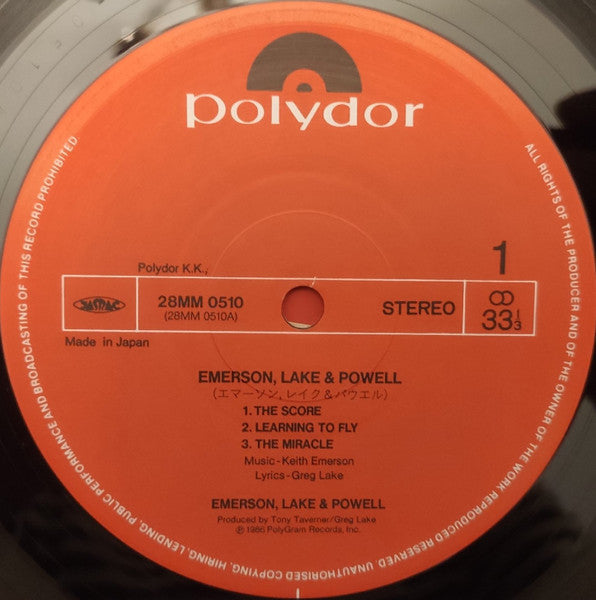 polydor
ALL RIGHTS OF THE PRODUCER AND OF THE OWNER OF THE WORK REPRODUCED RESERVED. UNAUTHORISED COPYING, HIRING, LENDING, PUBLIC PERFORMANCE AND BROADCASTING OF THIS RECORD PROHIBITED
1
Polydor K.K.,
JASRAC
28MM 0510
(28MM 0510A)
STEREO
33 1/3
Made in Japan
EMERSON, LAKE & POWELL
(エマーソン, レイク & パウエル)
1. THE SCORE
2. LEARNING TO FLY
3. THE MIRACLE
Music-Keith Emerson
Lyrics-Greg Lake
EMERSON, LAKE & POWELL
Produced by Tony Taverner/Greg Lake
℗ 1986 PolyGram Records, Inc.